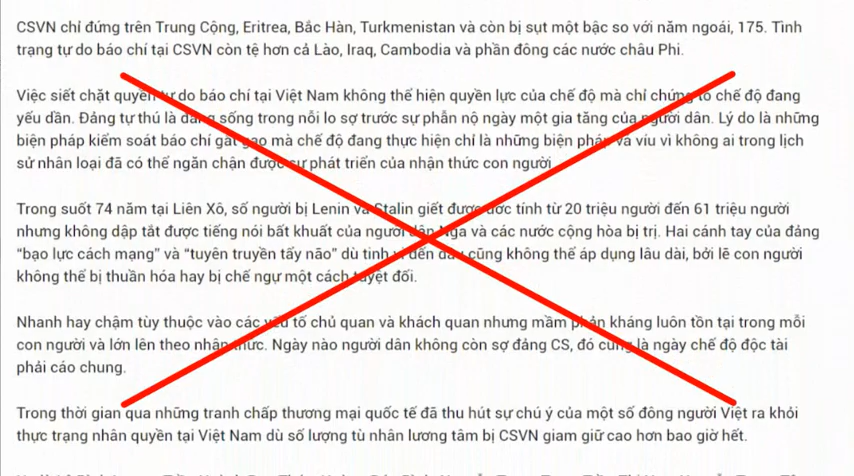 CSVN chỉ đứng trên Trung Cộng, Eritrea, Bắc Hàn, Turkmenistan và còn bị sụt một bậc so với năm ngoái, 175. Tình
trạng tự do báo chí tại CSVN còn tệ hơn cả Lào, Iraq, Cambodia và phần đông các nước châu Phi.
Việc siết chặt quyền tự do báo chí tại Việt Nam không thể hiện quyền lực của chế độ mà chỉ chứng tỏ chế độ đang
yếu dần. Đảng tự thú là đang sống trong nỗi lo sợ trước sự phẫn nộ ngày một gia tăng của người dân. Lý do là những
biện pháp kiểm soát báo chí gắt gao mà chế độ đang thực hiện chỉ là những biện pháp vá víu vì không ai trong lịch
sử nhân loại đã có thể ngăn chận được sự phát triển của nhận thức con người
Trong suốt 74 năm tại Liên Xô, số người bị Lenin và Stalin giết được ước tính từ 20 triệu người đến 61 triệu người
nhưng không dập tắt được tiếng nói bất khuất của người dân Nga và các nước cộng hòa bị trị. Hai cánh tay của đảng
“bạo lực cách mạng” và “tuyên truyền tẩy não” dù tinh vi đến đâu cũng không thể áp dụng lâu dài, bởi lẽ con người
không thể bị thuần hóa hay bị chế ngự một cách tuyệt đối.
Nhanh hay chậm tùy thuộc vào các yếu tố chủ quan và khách quan nhưng mầm phản kháng luôn tồn tại trong mỗi
con người và lớn lên theo nhận thức. Ngày nào người dân không còn sợ đảng CS, đó cũng là ngày chế độ độc tài
phải cáo chung.
Trong thời gian qua những tranh chấp thương mại quốc tế đã thu hút sự chú ý của một số đông người Việt ra khỏi
thực trạng nhân quyền tại Việt Nam dù số lượng tù nhân lương tâm bị CSVN giam giữ cao hơn bao giờ hết.